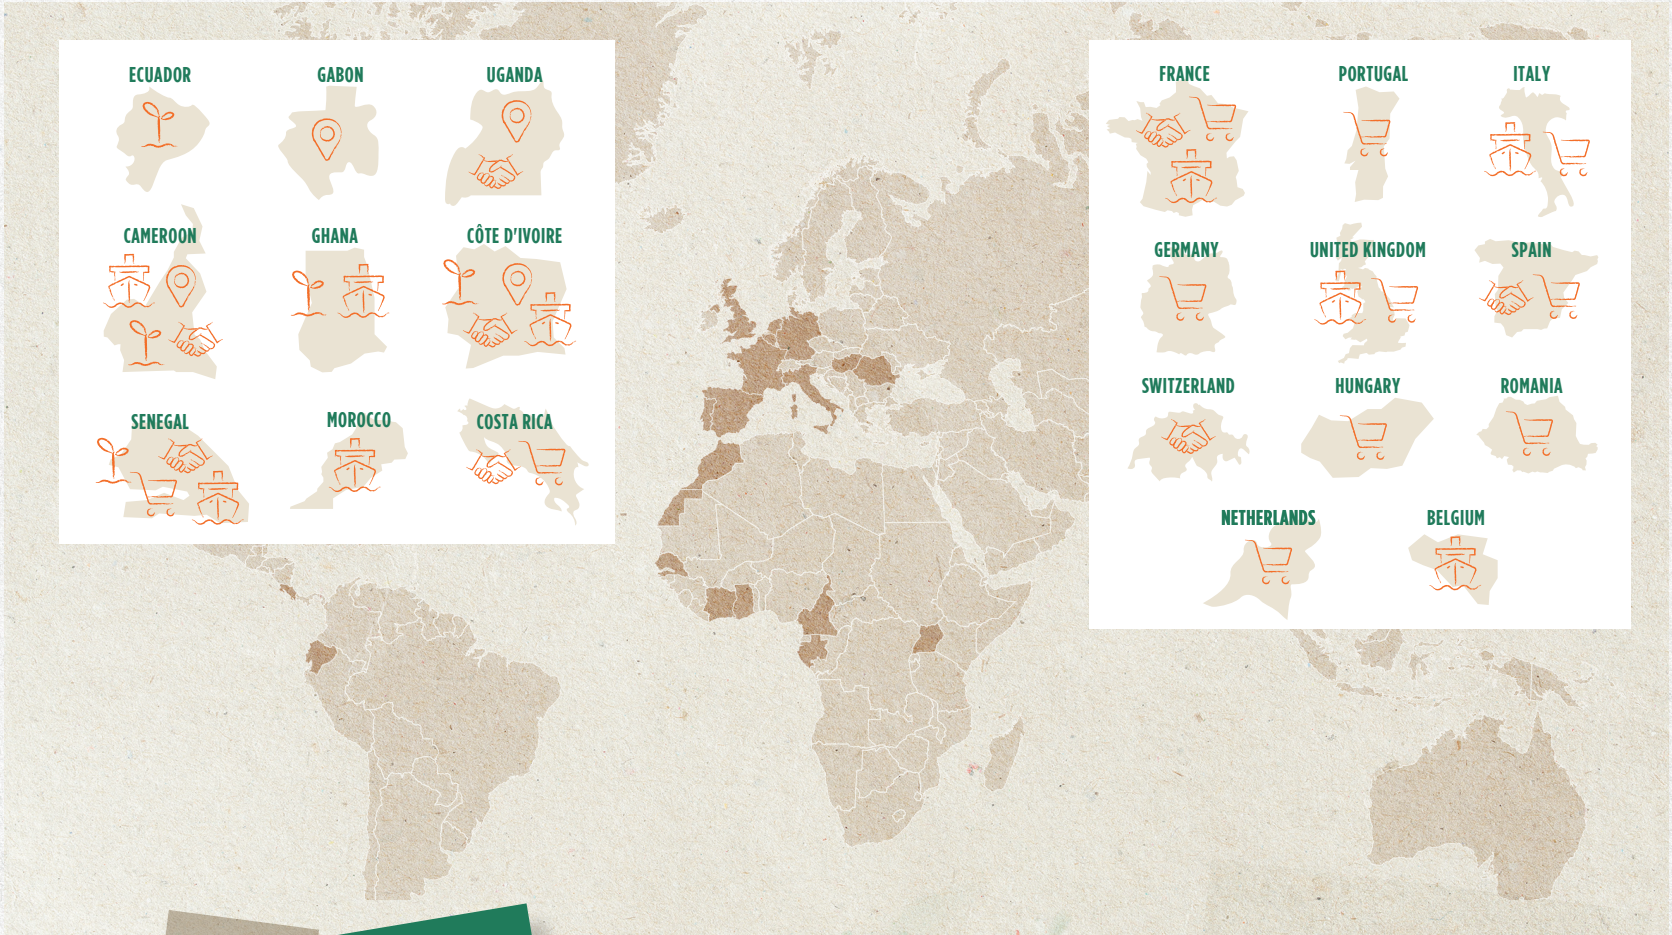 ECUADOR
GABON
UGANDA
CAMEROON
GHANA
CÔTE D'IVOIRE
SENEGAL
MOROCCO
COSTA RICA
FRANCE
PORTUGAL
ITALY
GERMANY
UNITED KINGDOM
SPAIN
SWITZERLAND
HUNGARY
ROMANIA
NETHERLANDS
BELGIUM